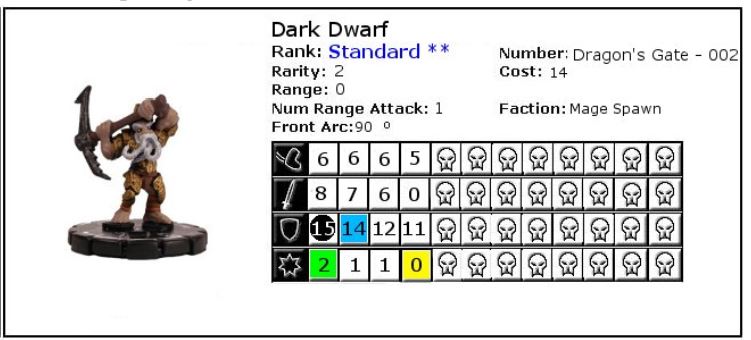 Dark Dwarf
Rank: Standard **
Number: Dragon's Gate - 002
Rarity: 2
Cost: 14
Range: 0
Num Range Attack: 1
Faction: Mage Spawn
Front Arc:90 º
6 6 6 5
8 7 6 0
15 14 12 11
2 1 1 0